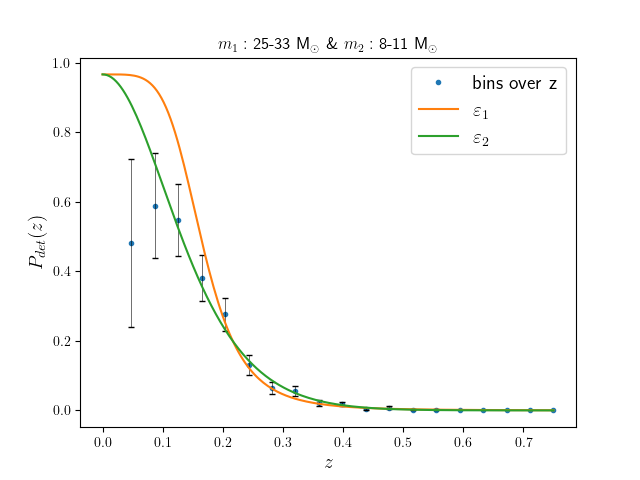 m₁ : 25-33 M☉ & m₂ : 8-11 M☉
1.0
0.8
0.6
0.4
0.2
0.0
P_det(z)
bins over z
ε₁
ε₂
0.0 0.1 0.2 0.3 0.4 0.5 0.6 0.7
z